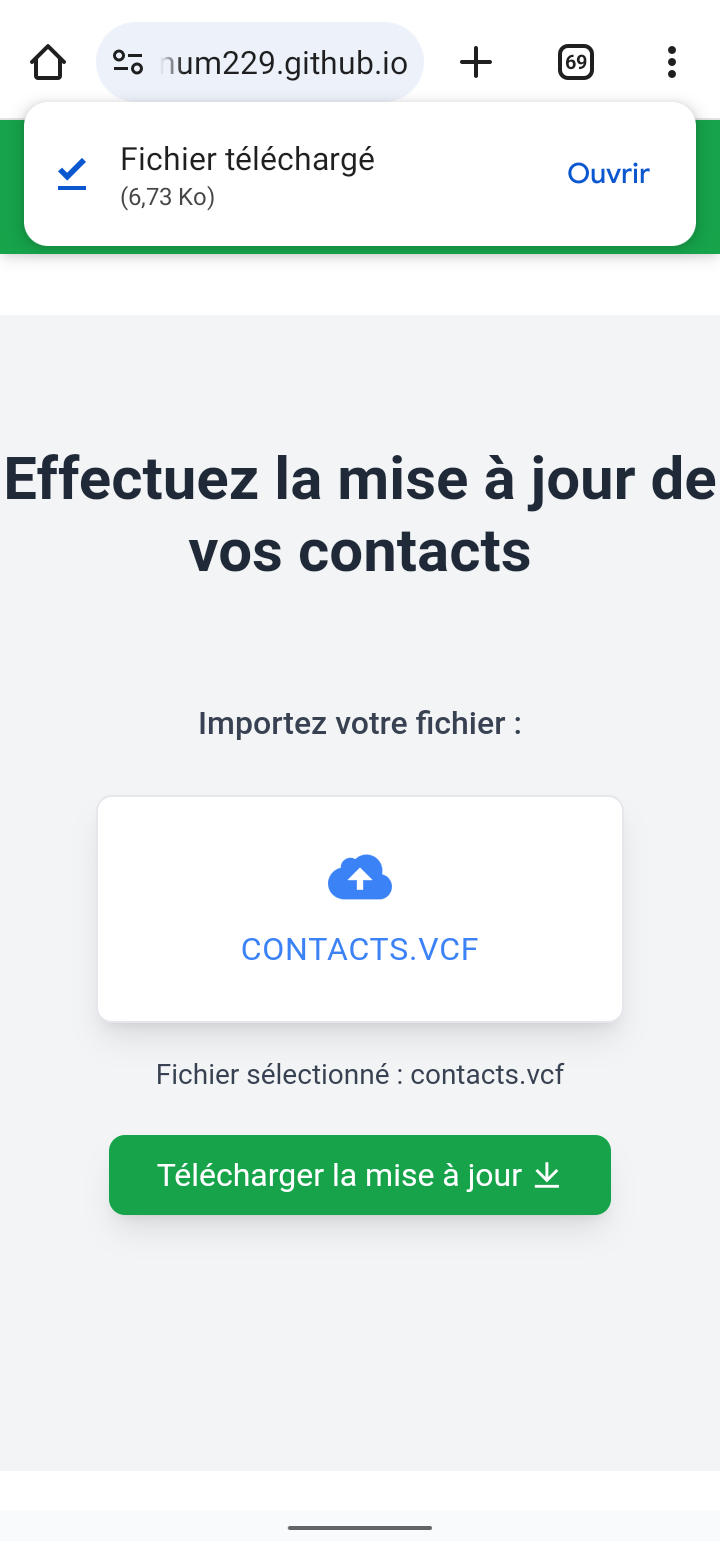 num229.github.io
69
Fichier téléchargé
(6,73 Ko)
Ouvrir
Effectuez la mise à jour de
vos contacts
Importez votre fichier :
CONTACTS.VCF
Fichier sélectionné : contacts.vcf
Télécharger la mise à jour